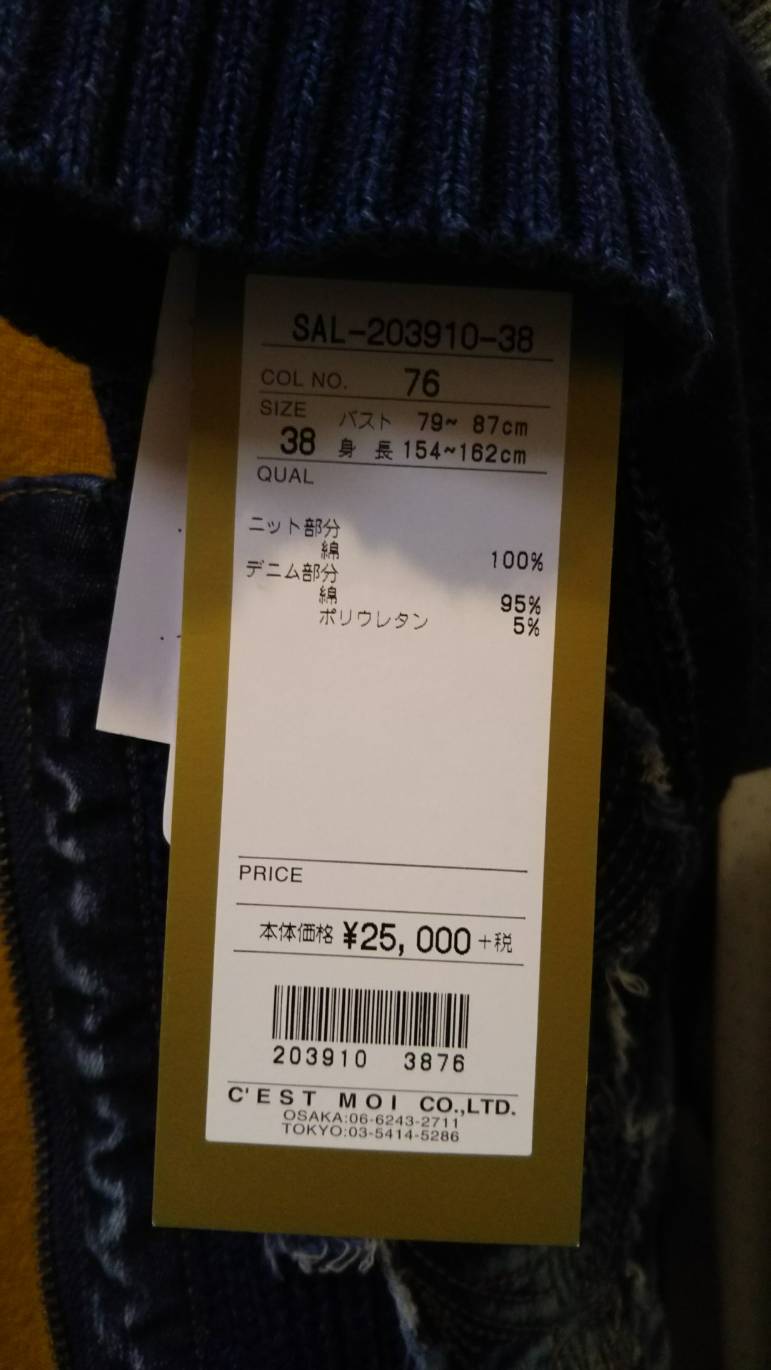 SAL-203910-38
COL NO. 76
SIZE バスト 79~ 87cm
38 身 長 154~162cm
QUAL
ニット部分
綿 100%
デニム部分
綿 95%
ポリウレタン 5%
PRICE
本体価格 ¥25,000 +税
203910 3876
C'EST MOI CO.,LTD.
OSAKA:06-6243-2711
TOKYO:03-5414-5286